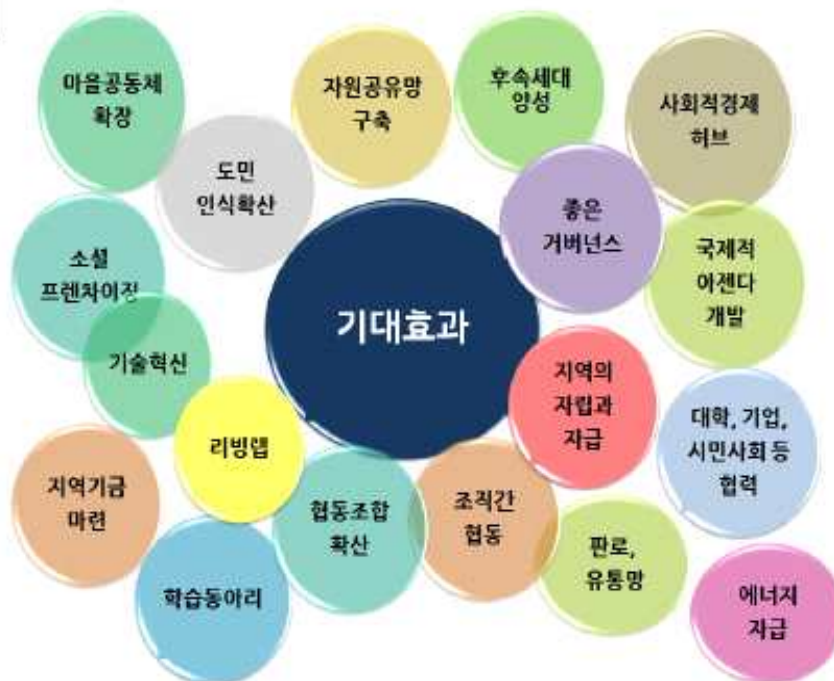 마을공동체
확장
자원공유망
구축
후속세대
양성
사회적경제
허브
도민
인식확산
좋은
거버넌스
소셜
프렌차이징
국제적
아젠다
개발
기대효과
기술혁신
지역의
자립과
자급
대학, 기업,
시민사회 등
협력
리빙랩
지역기금
마련
협동조합
확산
조직간
협동
판로,
유통망
학습동아리
에너지
자급